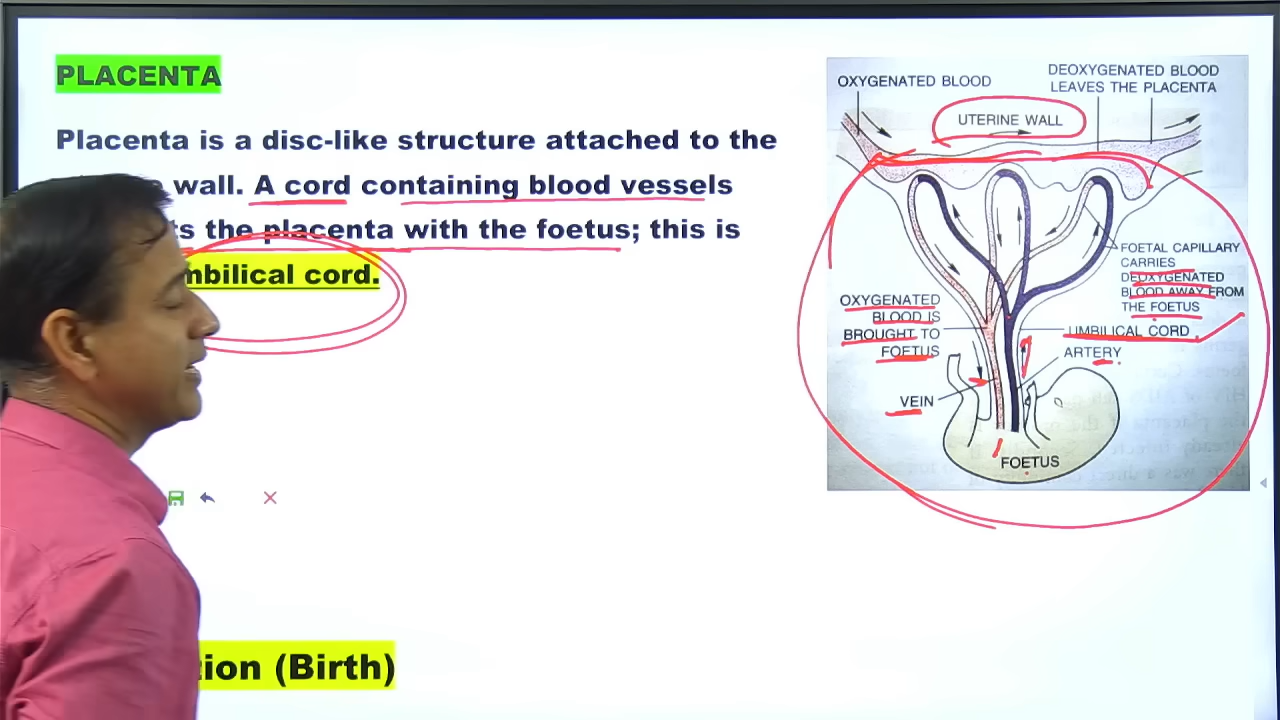 PLACENTA
Placenta is a disc-like structure attached to the
wall. A cord containing blood vessels
the placenta with the foetus; this is
cord.
(Birth)
OXYGENATED BLOOD
DEOXYGENATED BLOOD
LEAVES THE PLACENTA
UTERINE WALL
FOETAL CAPILLARY
CARRIES
DEOXYGENATED
BLOOD AWAY FROM
THE FOETUS
OXYGENATED
BLOOD IS
BROUGHT TO
FOETUS
UMBILICAL CORD
ARTERY
VEIN
FOETUS